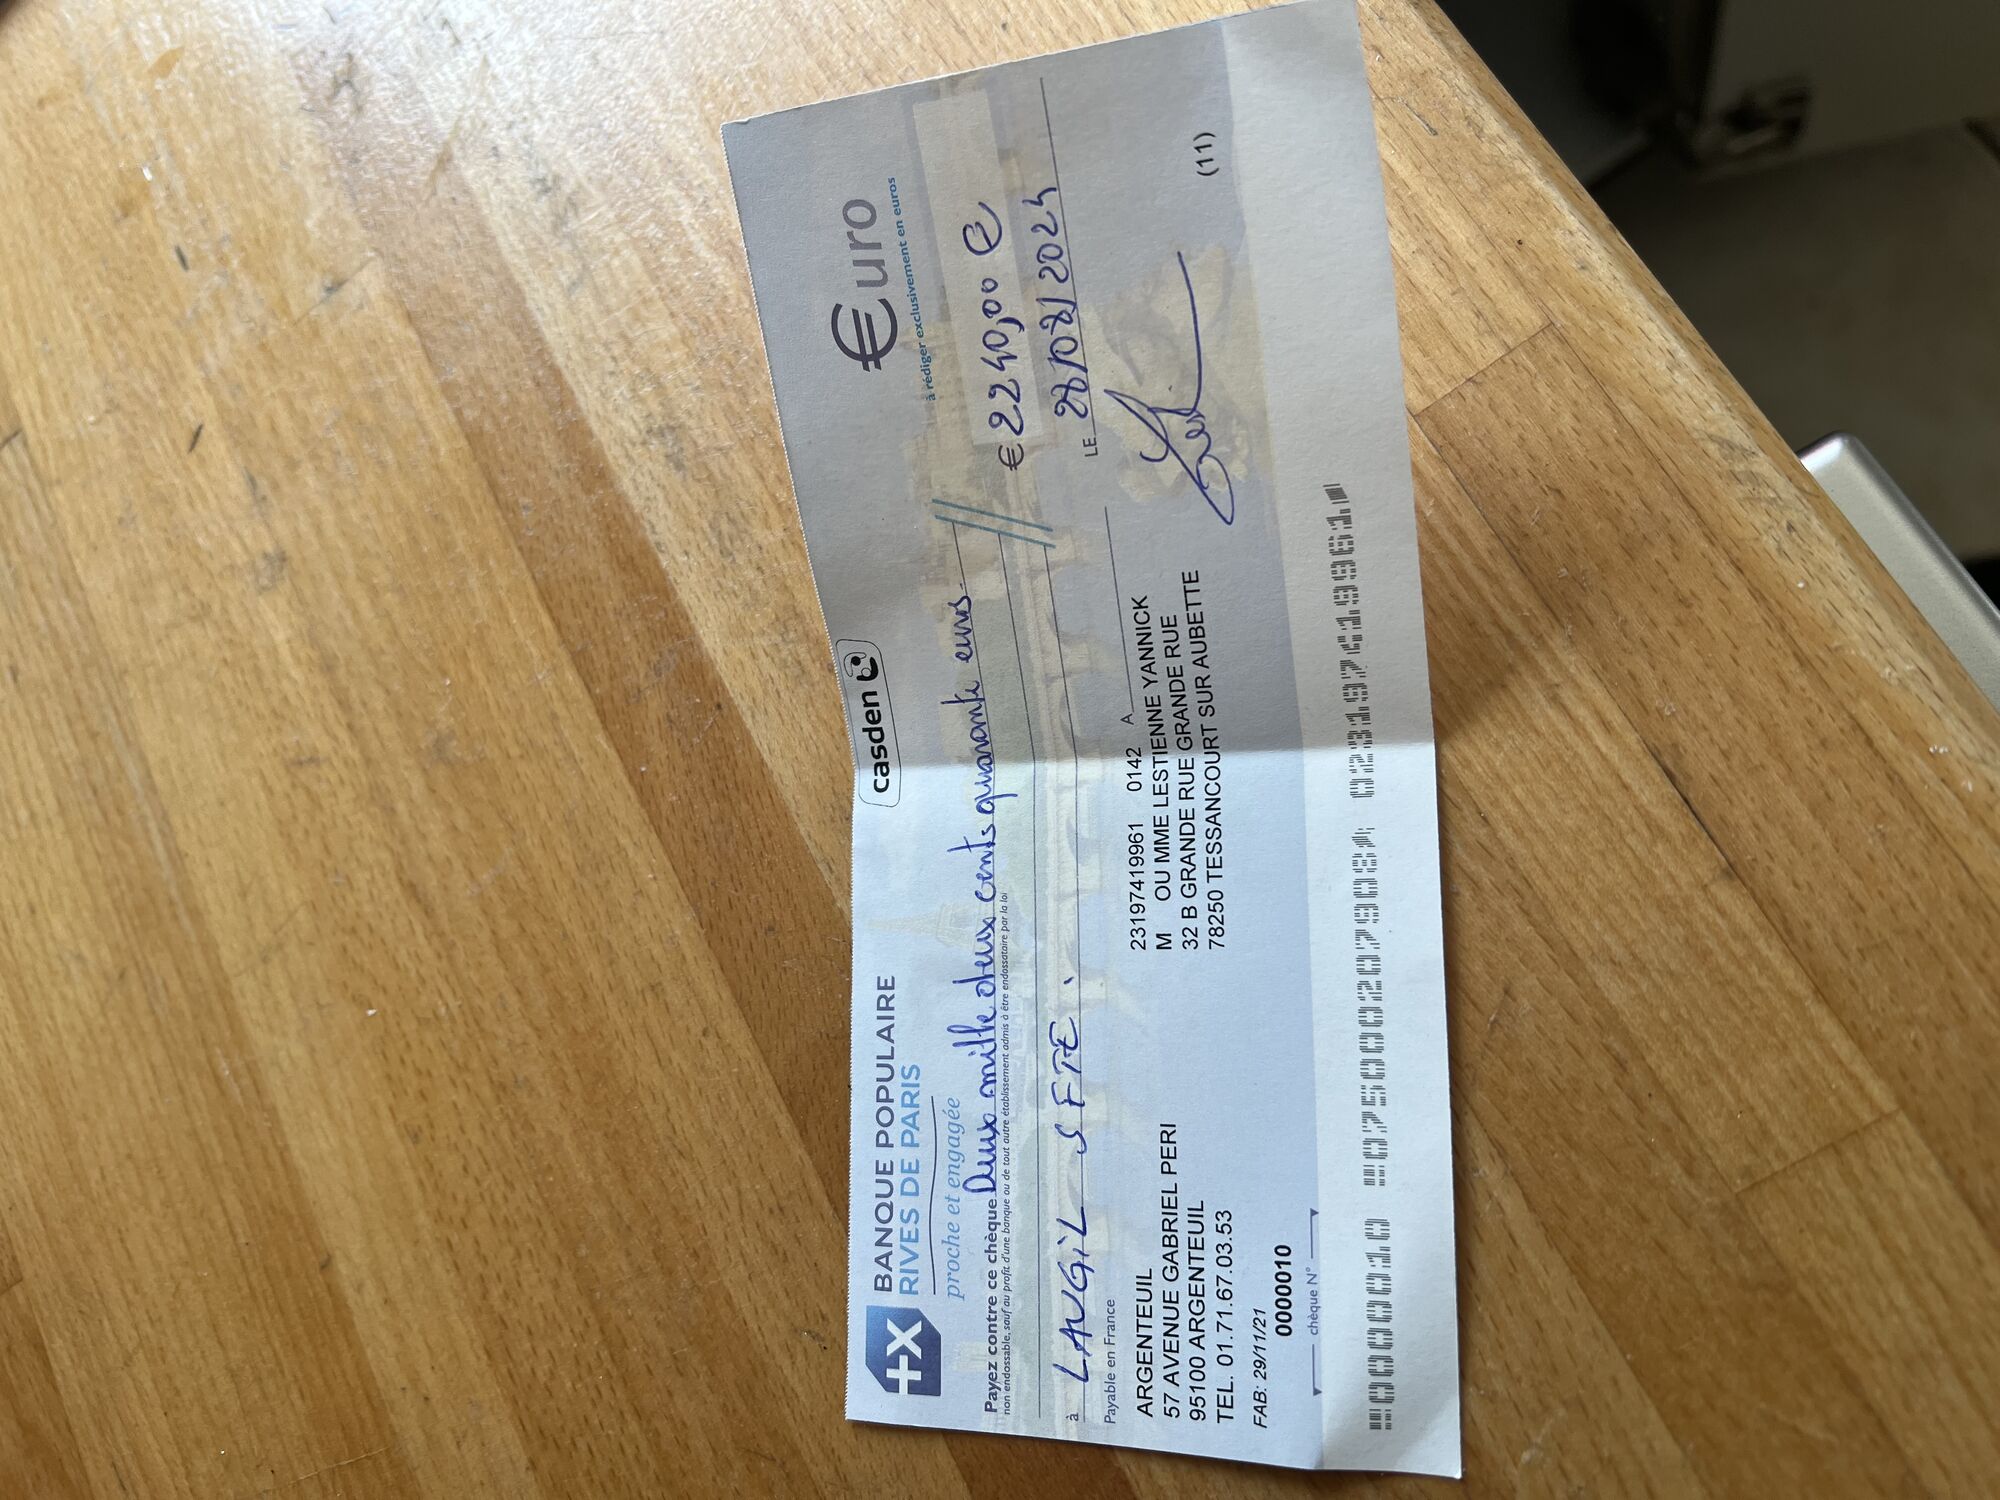 BANQUE POPULAIRE
RIVES DE PARIS
proche et engagée
casden
€uro
à rédiger exclusivement en euros
Payez contre ce chèque Deux mille deux cents quarante euros
non endossable, sauf au profit d'une banque ou de tout autre établissement admis à être endossataire par la loi
€ 2240,00 €
à LAUGIL SFTE.
LE 28/02/2024
Payable en France
A
ARGENTEUIL
57 AVENUE GABRIEL PERI
95100 ARGENTEUIL
TEL. 01.71.67.03.53
FAB: 29/11/21
23197419961 0142
M OU MME LESTIENNE YANNICK
32 B GRANDE RUE GRANDE RUE
78250 TESSANCOURT SUR AUBETTE
(11)
0000010
chèque N°